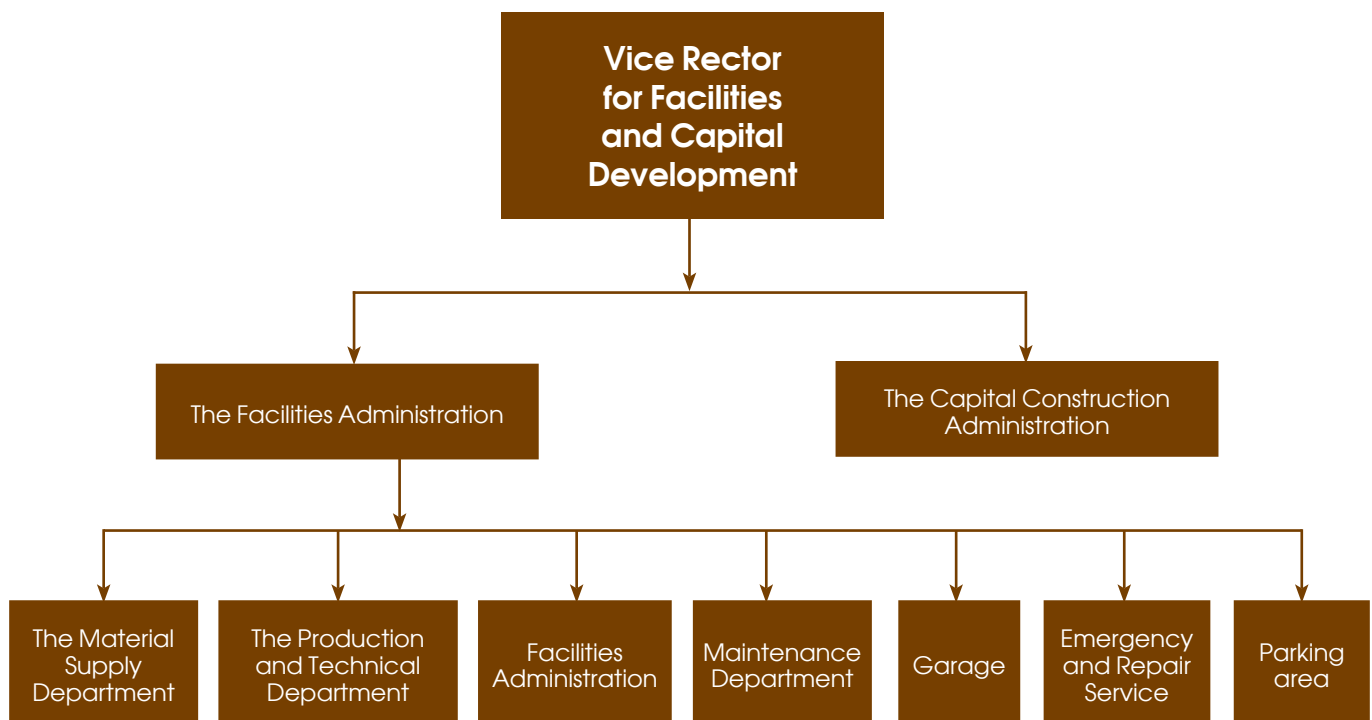 Vice Rector
for Facilities
and Capital
Development
The Facilities Administration
The Capital Construction
Administration
The Material
Supply
Department
The Production
and Technical
Department
Facilities
Administration
Maintenance
Department
Garage
Emergency
and Repair
Service
Parking
area